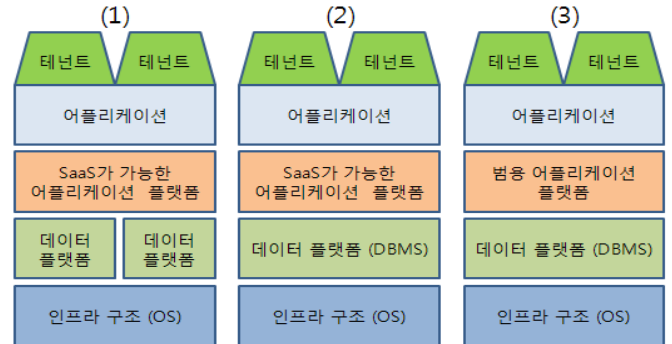 (1)
테넌트
테넌트
어플리케이션
SaaS가 가능한
어플리케이션 플랫폼
데이터
플랫폼
데이터
플랫폼
인프라 구조 (OS)
(2)
테넌트
테넌트
어플리케이션
SaaS가 가능한
어플리케이션 플랫폼
데이터 플랫폼 (DBMS)
인프라 구조 (OS)
(3)
테넌트
테넌트
어플리케이션
범용 어플리케이션
플랫폼
데이터 플랫폼 (DBMS)
인프라 구조 (OS)